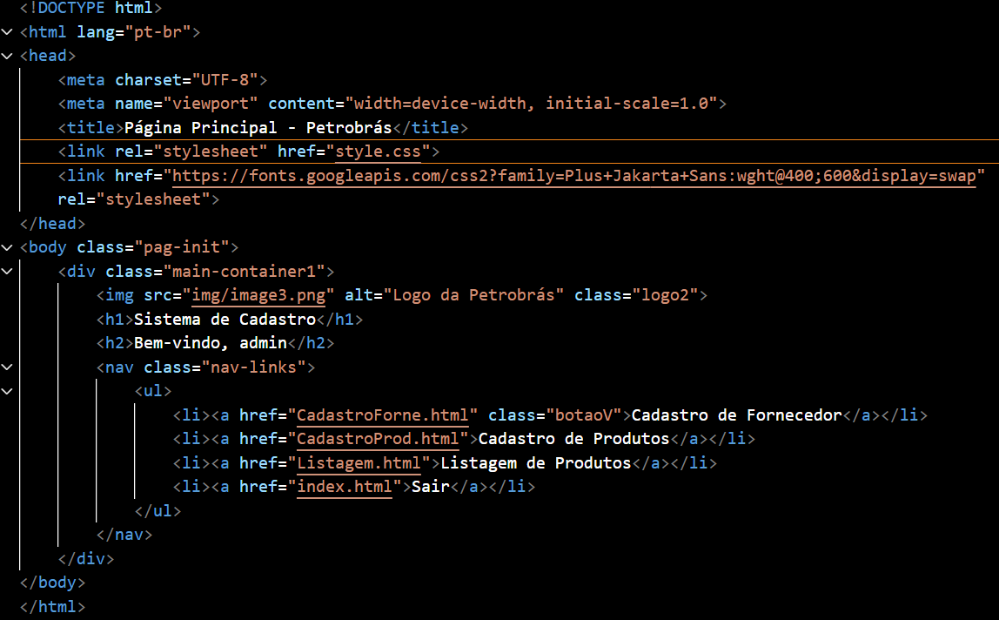 <!DOCTYPE html>
<html lang="pt-br">
<head>
    <meta charset="UTF-8">
    <meta name="viewport" content="width=device-width, initial-scale=1.0">
    <title>Página Principal - Petrobrás</title>
    <link rel="stylesheet" href="style.css">
    <link href="https://fonts.googleapis.com/css2?family=Plus+Jakarta+Sans:wght@400;600&display=swap"
    rel="stylesheet">
</head>
<body class="pag-init">
    <div class="main-container1">
        <img src="img/image3.png" alt="Logo da Petrobrás" class="logo2">
        <h1>Sistema de Cadastro</h1>
        <h2>Bem-vindo, admin</h2>
        <nav class="nav-links">
            <ul>
                <li><a href="CadastroForne.html" class="botaoV">Cadastro de Fornecedor</a></li>
                <li><a href="CadastroProd.html">Cadastro de Produtos</a></li>
                <li><a href="Listagem.html">Listagem de Produtos</a></li>
                <li><a href="index.html">Sair</a></li>
            </ul>
        </nav>
    </div>
</body>
</html>